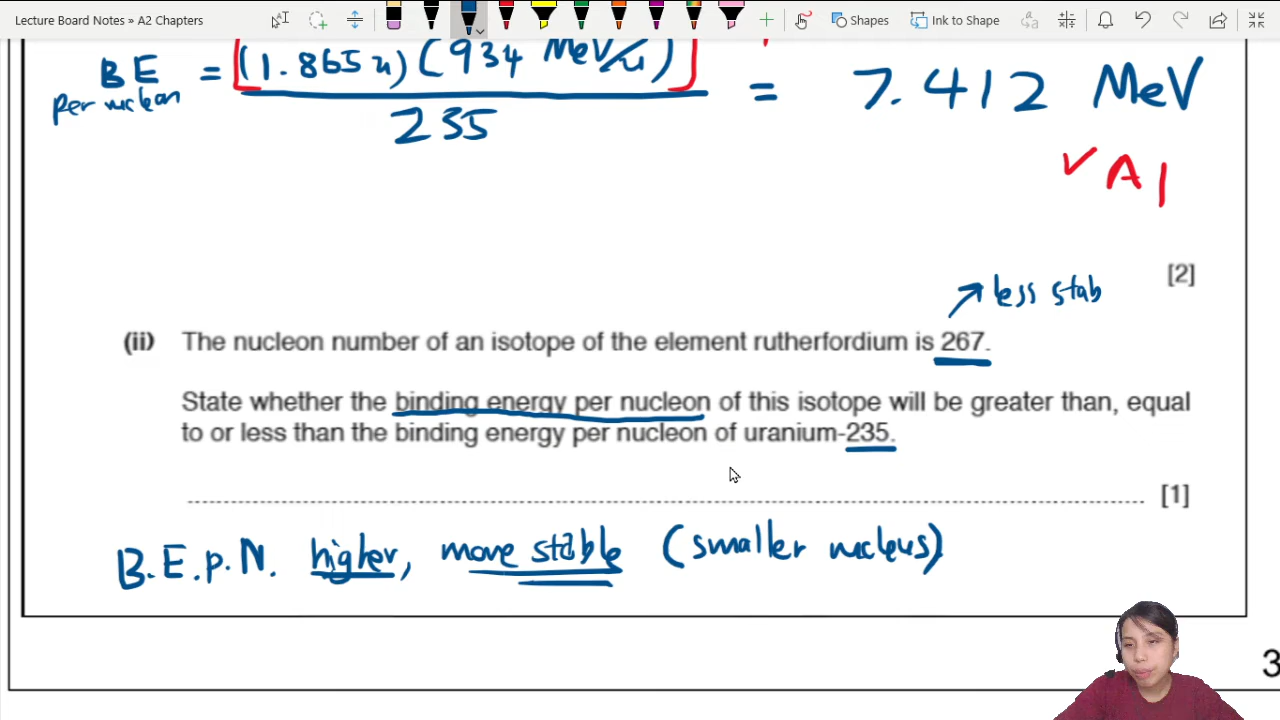 Lecture Board Notes » A2 Chapters
Shapes
Ink to Shape
BE per nucleon = [(1.865u)(934 MeV/u)] / 235 = 7.412 MeV
✓ A1
[2]
↗ less stab
(ii) The nucleon number of an isotope of the element rutherfordium is 267.
State whether the binding energy per nucleon of this isotope will be greater than, equal
to or less than the binding energy per nucleon of uranium-235.
[1]
B.E.p.N. higher, more stable (smaller nucleus)
3